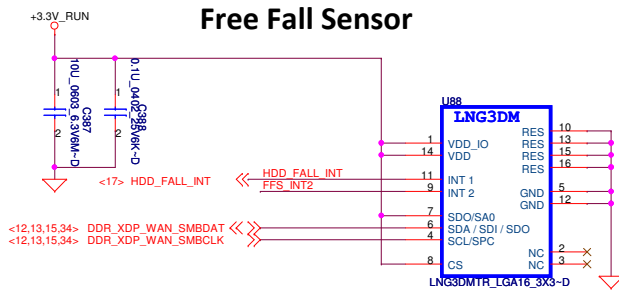 Free Fall Sensor
+3.3V_RUN
1
2
10U_0603_6.3V6M~D
C387
1
2
0.1U_0402_25V6K~D
C388
U88
LNG3DM
1 VDD_IO
14 VDD
11 INT 1
9 INT 2
7 SDO/SA0
6 SDA / SDI / SDO
4 SCL/SPC
8 CS
RES 10
RES 13
RES 15
RES 16
GND 5
GND 12
NC 2
NC 3
LNG3DMTR_LGA16_3X3~D
<17> HDD_FALL_INT
HDD_FALL_INT
FFS_INT2
<12,13,15,34> DDR_XDP_WAN_SMBDAT
<12,13,15,34> DDR_XDP_WAN_SMBCLK